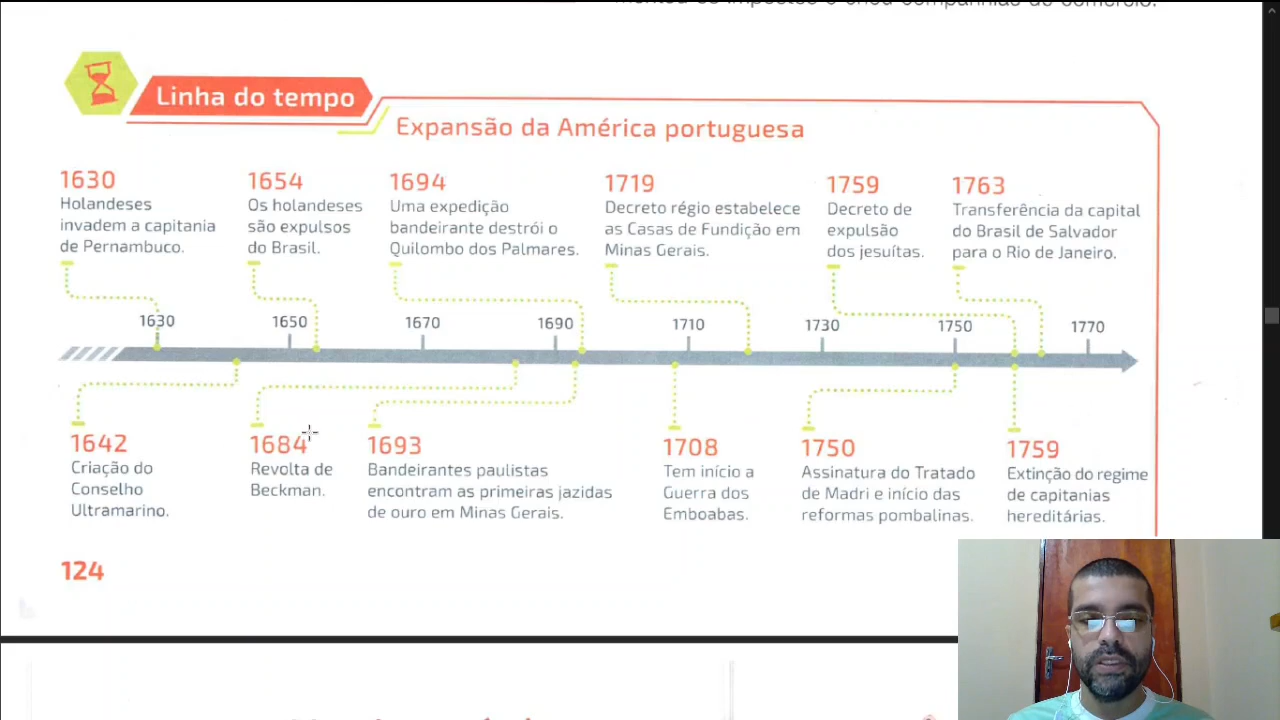 Linha do tempo
Expansão da América portuguesa
1630
Holandeses
invadem a capitania
de Pernambuco.
1654
Os holandeses
são expulsos
do Brasil.
1694
Uma expedição
bandeirante destrói o
Quilombo dos Palmares.
1719
Decreto régio estabelece
as Casas de Fundição em
Minas Gerais.
1759
Decreto de
expulsão
dos jesuítas.
1763
Transferência da capital
do Brasil de Salvador
para o Rio de Janeiro.
1630 1650 1670 1690 1710 1730 1750 1770
1642
Criação do
Conselho
Ultramarino.
1684
Revolta de
Beckman.
1693
Bandeirantes paulistas
encontram as primeiras jazidas
de ouro em Minas Gerais.
1708
Tem início a
Guerra dos
Emboabas.
1750
Assinatura do Tratado
de Madri e início das
reformas pombalinas.
1759
Extinção do regime
de capitanias
hereditárias.
124